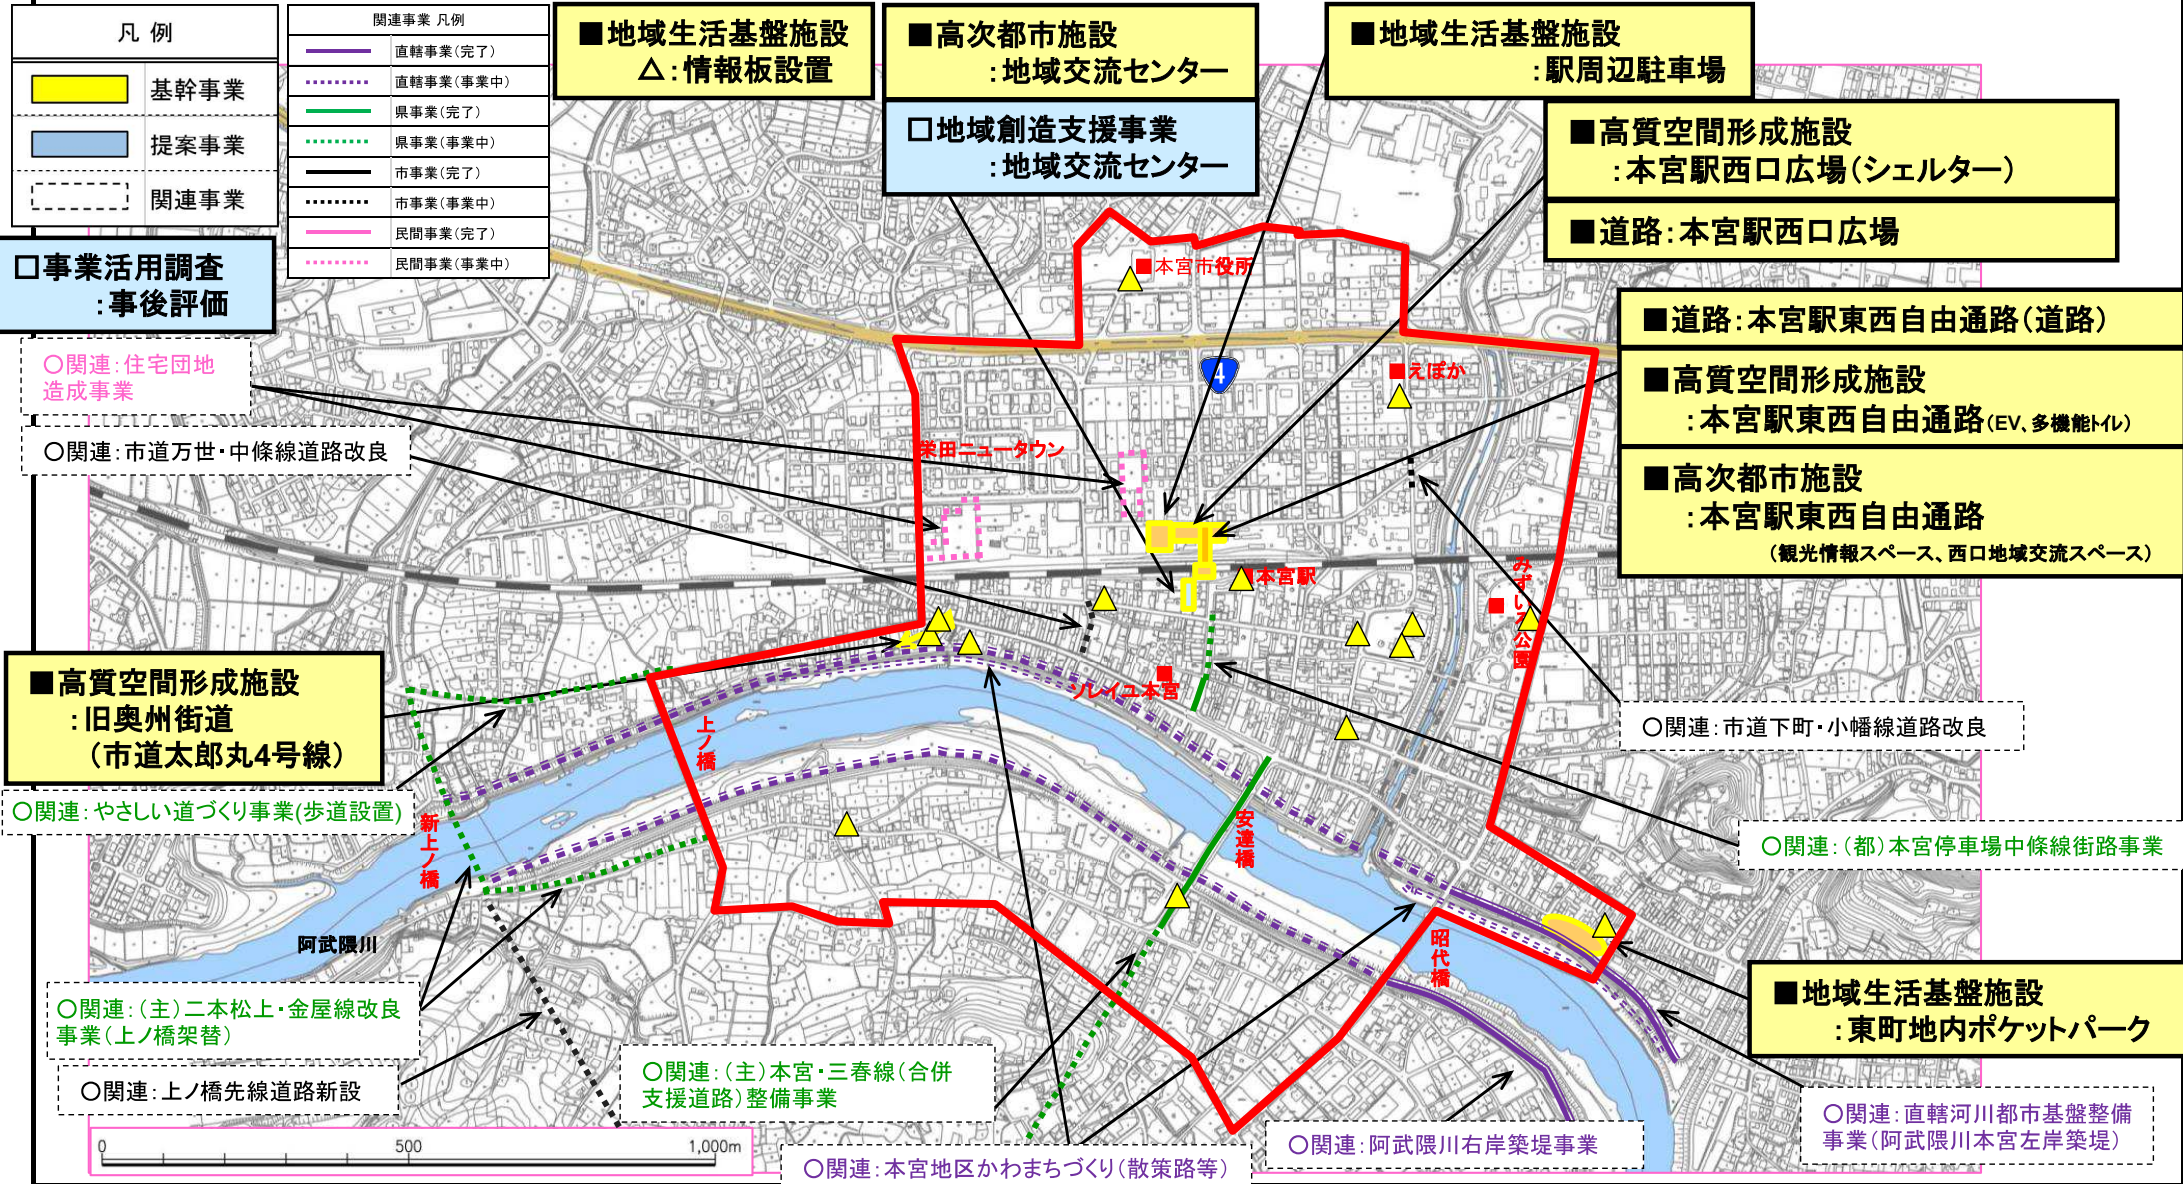 凡 例
基幹事業
提案事業
関連事業
関連事業 凡例
直轄事業(完了)
直轄事業(事業中)
県事業(完了)
県事業(事業中)
市事業(完了)
市事業(事業中)
民間事業(完了)
民間事業(事業中)
■地域生活基盤施設
△:情報板設置
■高次都市施設
:地域交流センター
□地域創造支援事業
:地域交流センター
■地域生活基盤施設
:駅周辺駐車場
■高質空間形成施設
:本宮駅西口広場(シェルター)
■道路:本宮駅西口広場
□事業活用調査
:事後評価
■道路:本宮駅東西自由通路(道路)
■高質空間形成施設
:本宮駅東西自由通路(EV、多機能トイレ)
■高次都市施設
:本宮駅東西自由通路
(観光情報スペース、西口地域交流スペース)
○関連:住宅団地
造成事業
○関連:市道万世・中條線道路改良
■本宮市役所
4
■えぽか
栄田ニュータウン
■本宮駅
みずいろ公園
ソレイユ本宮
上ノ橋
新上ノ橋
安達橋
昭代橋
阿武隈川
■高質空間形成施設
:旧奥州街道
(市道太郎丸4号線)
○関連:やさしい道づくり事業(歩道設置)
○関連:市道下町・小幡線道路改良
○関連:(都)本宮停車場中條線街路事業
■地域生活基盤施設
:東町地内ポケットパーク
○関連:(主)二本松上・金屋線改良
事業(上ノ橋架替)
○関連:上ノ橋先線道路新設
○関連:(主)本宮・三春線(合併
支援道路)整備事業
○関連:本宮地区かわまちづくり(散策路等)
○関連:阿武隈川右岸築堤事業
○関連:直轄河川都市基盤整備
事業(阿武隈川本宮左岸築堤)
0 500 1,000m